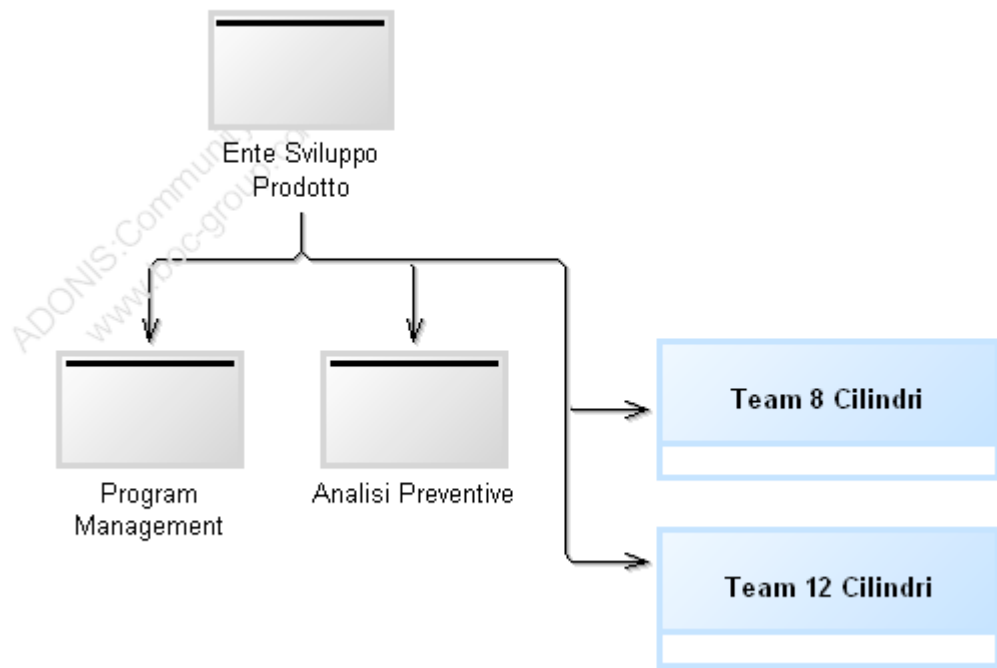 ADONIS:Community
www.boc-group.com
Ente Sviluppo
Prodotto
Program
Management
Analisi Preventive
Team 8 Cilindri
Team 12 Cilindri